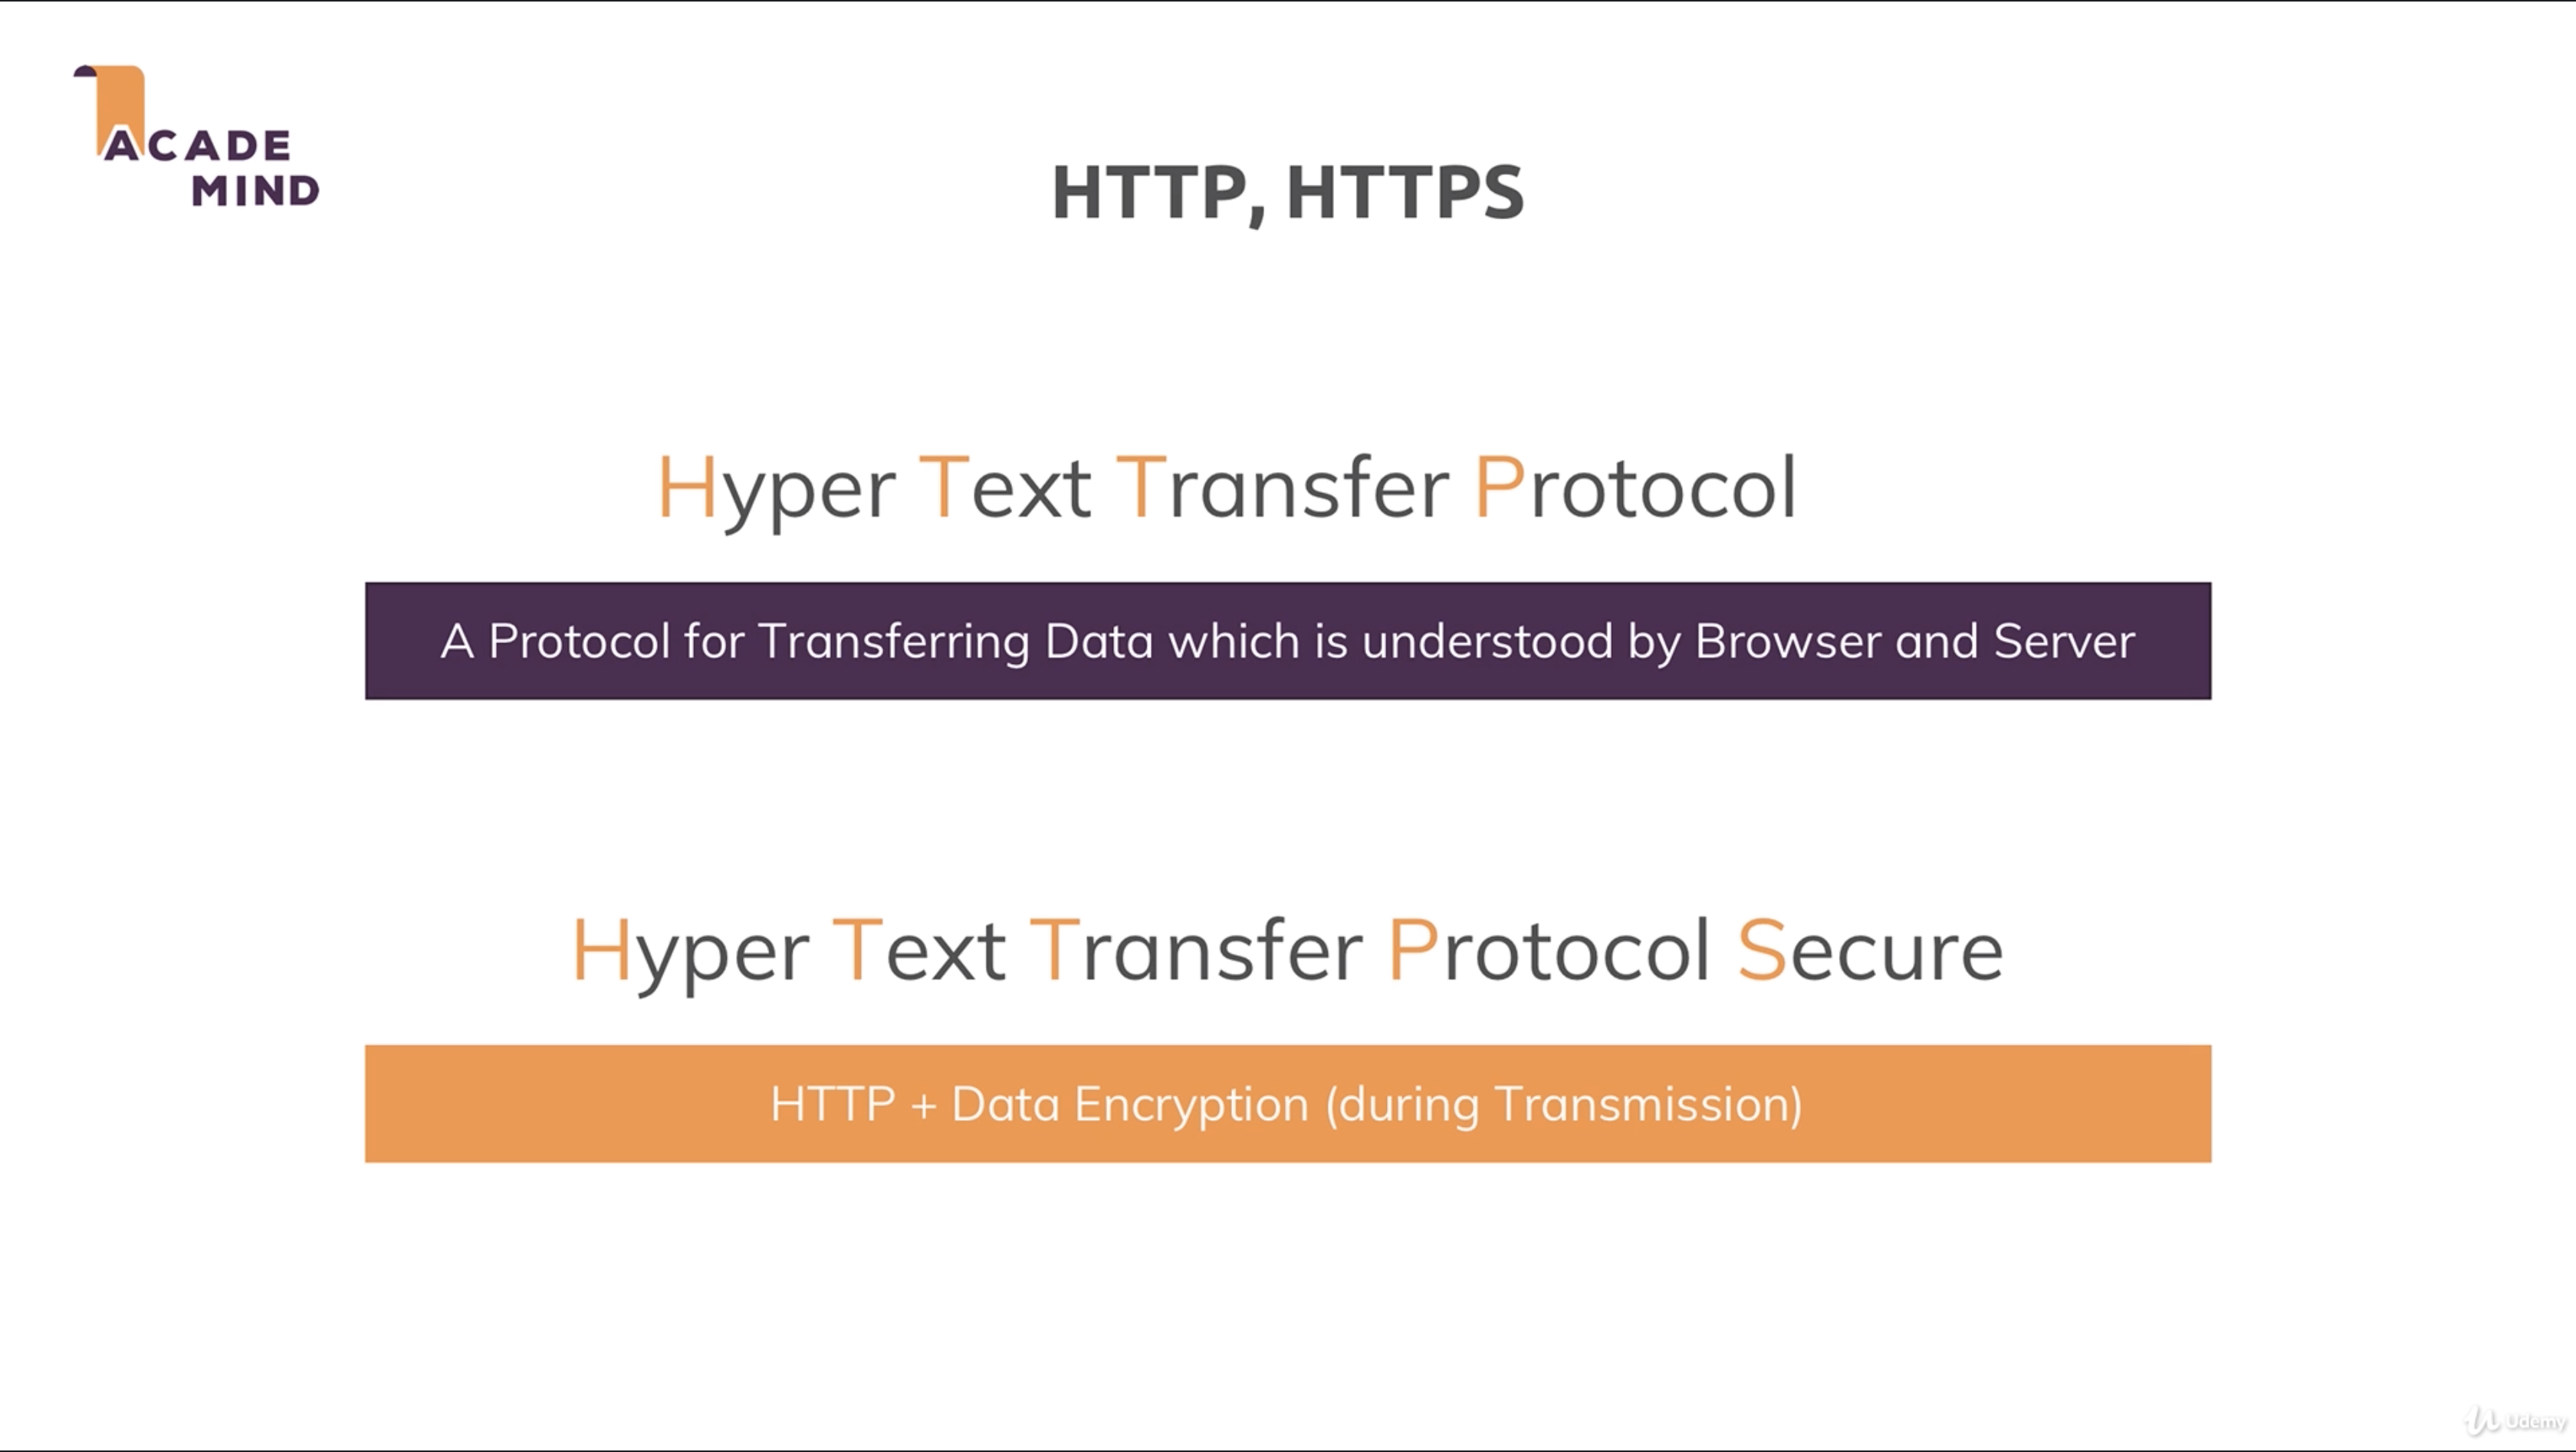 ACADE
MIND
HTTP, HTTPS
Hyper Text Transfer Protocol
A Protocol for Transferring Data which is understood by Browser and Server
Hyper Text Transfer Protocol Secure
HTTP + Data Encryption (during Transmission)
Udemy